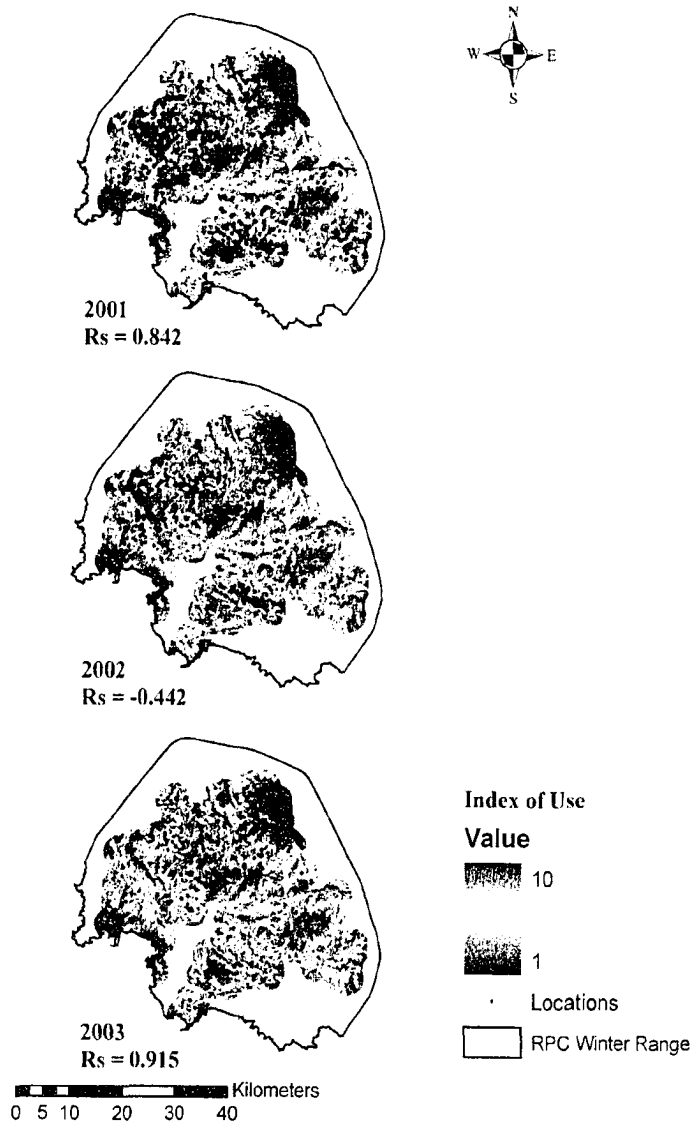 N
W E
S
2001
Rs = 0.842
2002
Rs = -0.442
2003
Rs = 0.915
Index of Use
Value
10
1
Locations
RPC Winter Range
Kilometers
0 5 10 20 30 40